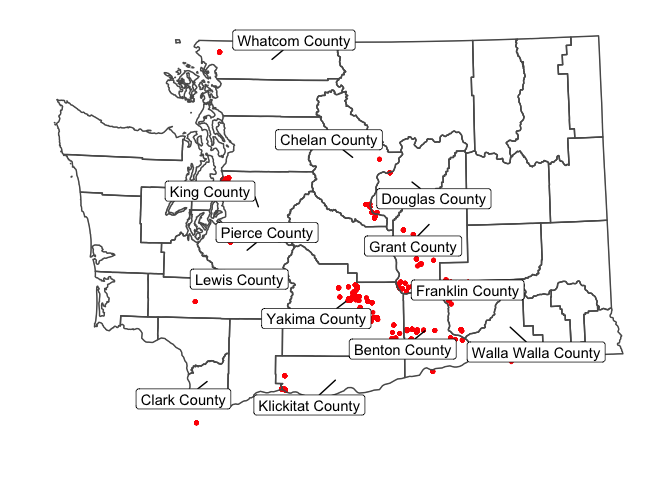 Whatcom County
Chelan County
King County
Douglas County
Pierce County
Grant County
Lewis County
Franklin County
Yakima County
Benton County
Walla Walla County
Clark County
Klickitat County